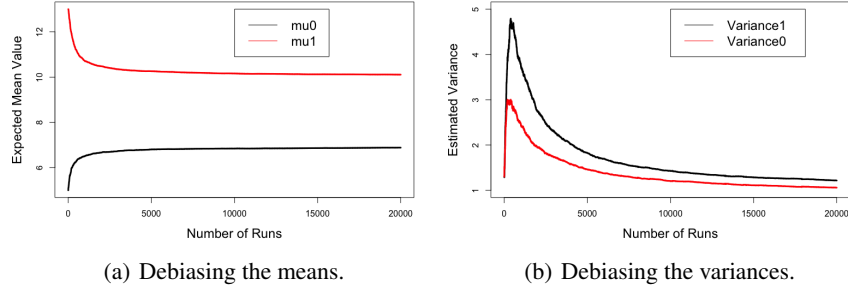 mu0
mu1
Expected Mean Value
12
10
8
6
0
5000
10000
15000
20000
Number of Runs
(a) Debiasing the means.
Variance1
Variance0
Estimated Variance
5
4
3
2
1
0
5000
10000
15000
20000
Number of Runs
(b) Debiasing the variances.